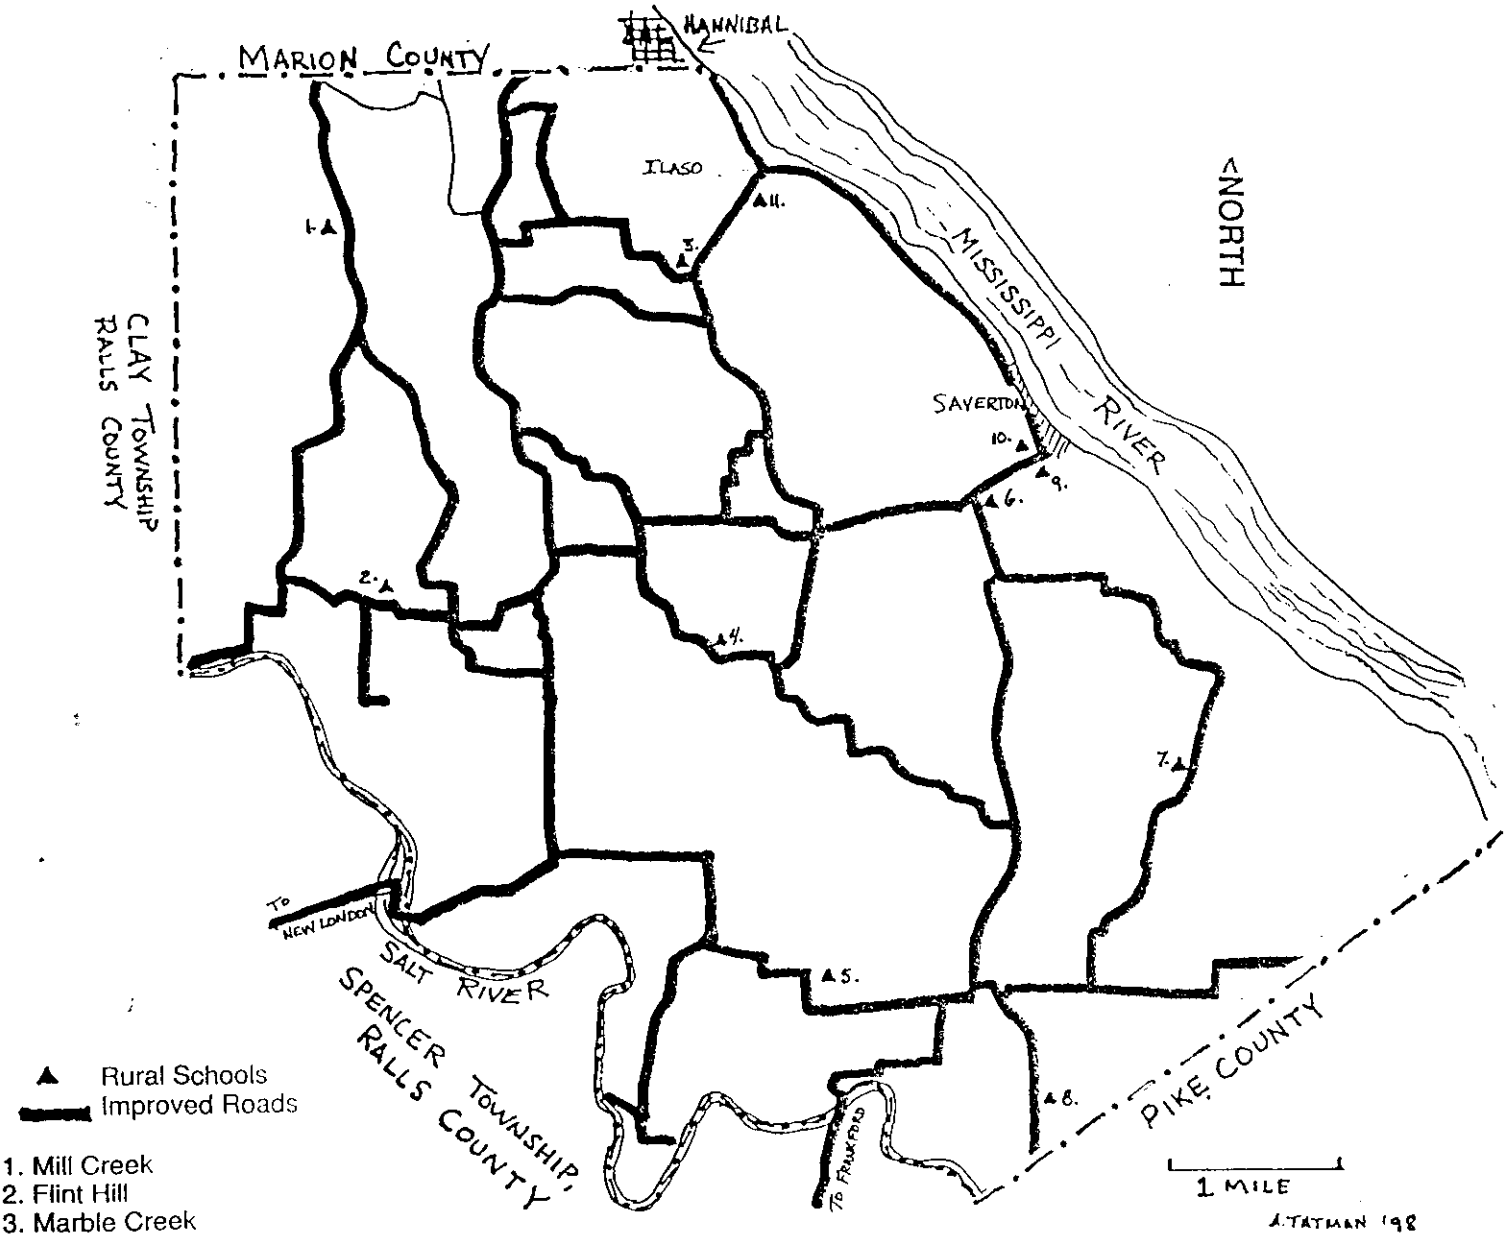 HANNIBAL
MARION COUNTY
ILASO
<NORTH
1.
11.
3.
MISSISSIPPI RIVER
CLAY TOWNSHIP
RALLS COUNTY
SAVERTON
10.
9.
6.
2.
4.
7.
TO
NEW LONDON
SALT RIVER
5.
SPENCER TOWNSHIP,
RALLS COUNTY
PIKE COUNTY
8.
TO FRANKFORD
Rural Schools
Improved Roads
1. Mill Creek
2. Flint Hill
3. Marble Creek
1 MILE
A.TATMAN '98